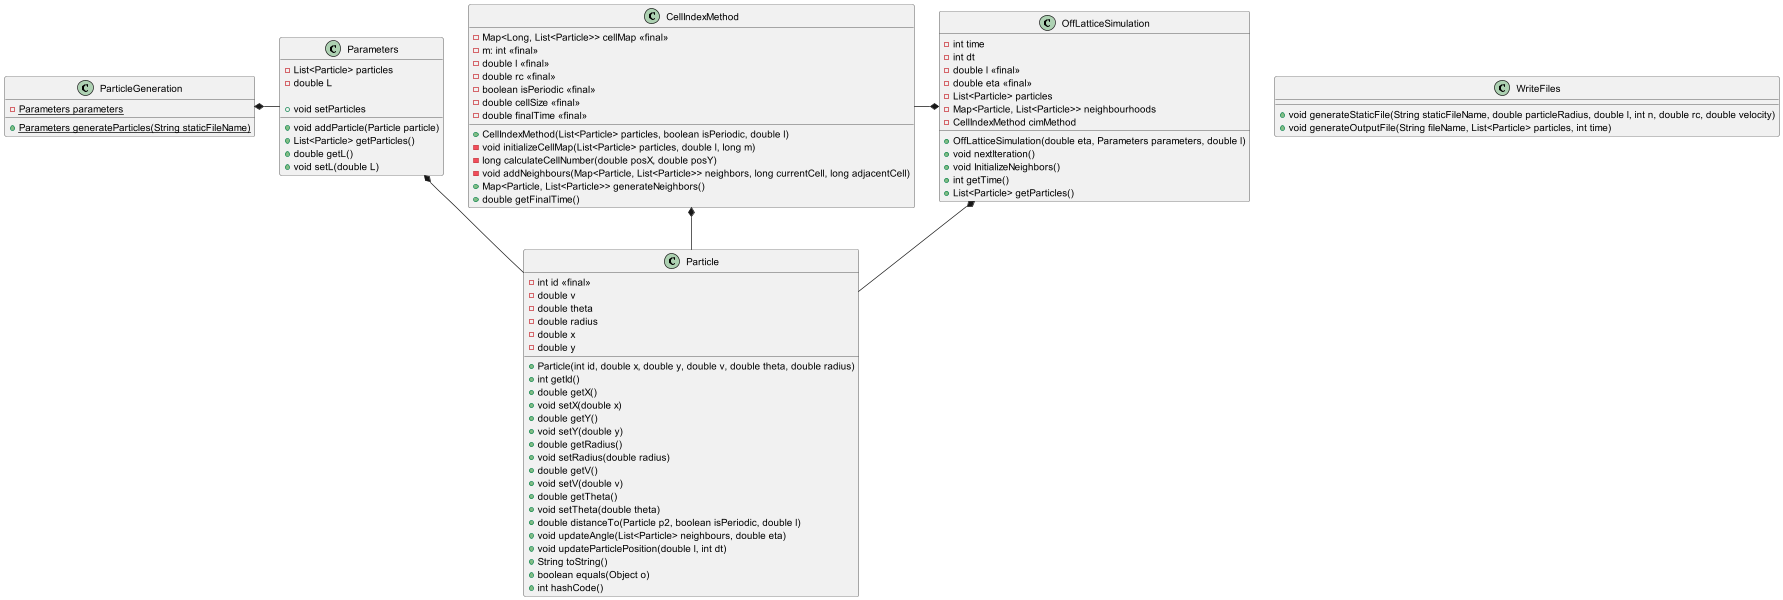 C ParticleGeneration
Parameters parameters
Parameters generateParticles(String staticFileName)
C Parameters
List<Particle> particles
double L
void setParticles
void addParticle(Particle particle)
List<Particle> getParticles()
double getL()
void setL(double L)
C CellIndexMethod
Map<Long, List<Particle>> cellMap «final»
m: int «final»
double l «final»
double rc «final»
boolean isPeriodic «final»
double cellSize «final»
double finalTime «final»
CellIndexMethod(List<Particle> particles, boolean isPeriodic, double l)
void initializeCellMap(List<Particle> particles, double l, long m)
long calculateCellNumber(double posX, double posY)
void addNeighbours(Map<Particle, List<Particle>> neighbors, long currentCell, long adjacentCell)
Map<Particle, List<Particle>> generateNeighbors()
double getFinalTime()
C OffLatticeSimulation
int time
int dt
double l «final»
double eta «final»
List<Particle> particles
Map<Particle, List<Particle>> neighbourhoods
CellIndexMethod cimMethod
OffLatticeSimulation(double eta, Parameters parameters, double l)
void nextIteration()
void InitializeNeighbors()
int getTime()
List<Particle> getParticles()
C WriteFiles
void generateStaticFile(String staticFileName, double particleRadius, double l, int n, double rc, double velocity)
void generateOutputFile(String fileName, List<Particle> particles, int time)
C Particle
int id «final»
double v
double theta
double radius
double x
double y
Particle(int id, double x, double y, double v, double theta, double radius)
int getId()
double getX()
void setX(double x)
double getY()
void setY(double y)
double getRadius()
void setRadius(double radius)
double getV()
void setV(double v)
double getTheta()
void setTheta(double theta)
double distanceTo(Particle p2, boolean isPeriodic, double l)
void updateAngle(List<Particle> neighbours, double eta)
void updateParticlePosition(double l, int dt)
String toString()
boolean equals(Object o)
int hashCode()